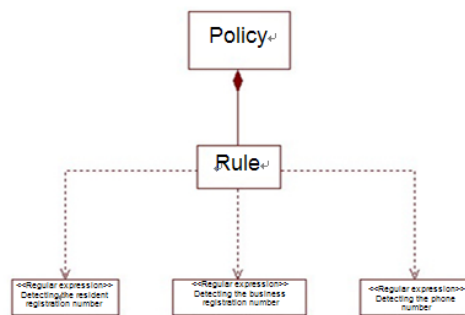 Policy
Rule
<<Regular expression>>
Detecting the resident
registration number
<<Regular expression>>
Detecting the business
registration number
<<Regular expression>>
Detecting the phone
number